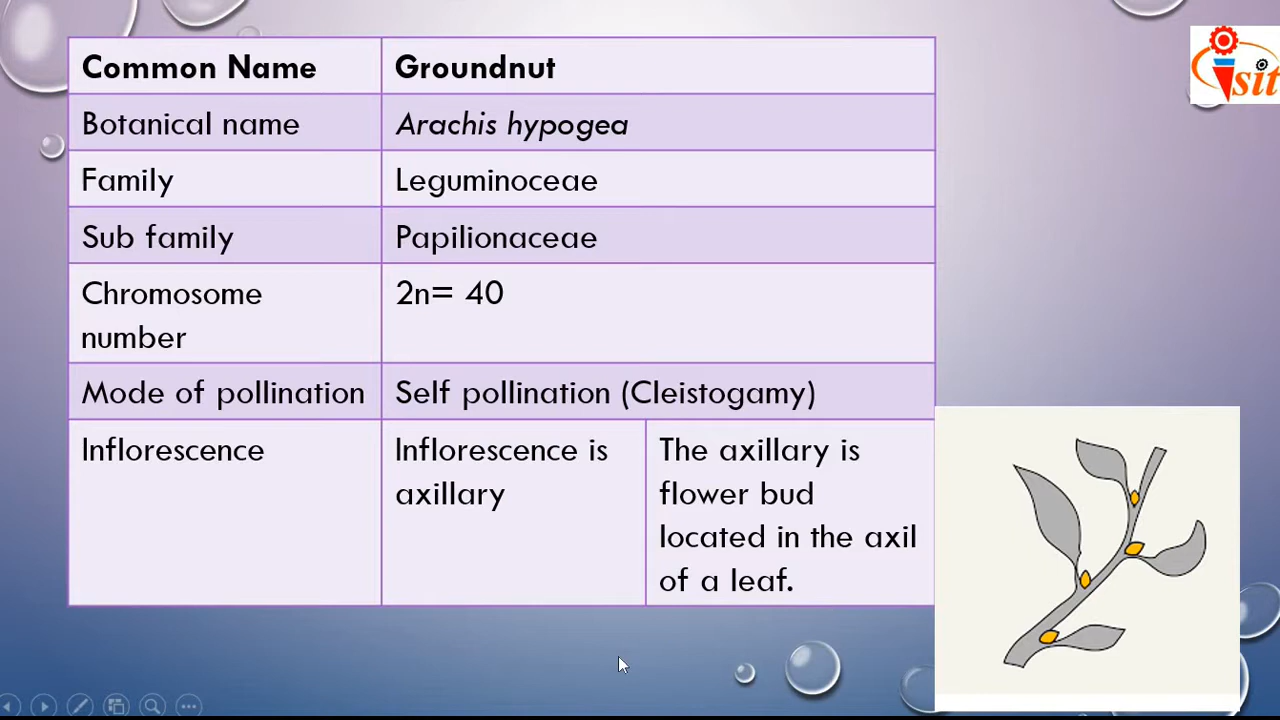 Common Name Groundnut
Botanical name Arachis hypogea
Family Leguminoceae
Sub family Papilionaceae
Chromosome number 2n= 40
Mode of pollination Self pollination (Cleistogamy)
Inflorescence Inflorescence is axillary The axillary is flower bud located in the axil of a leaf.
isit